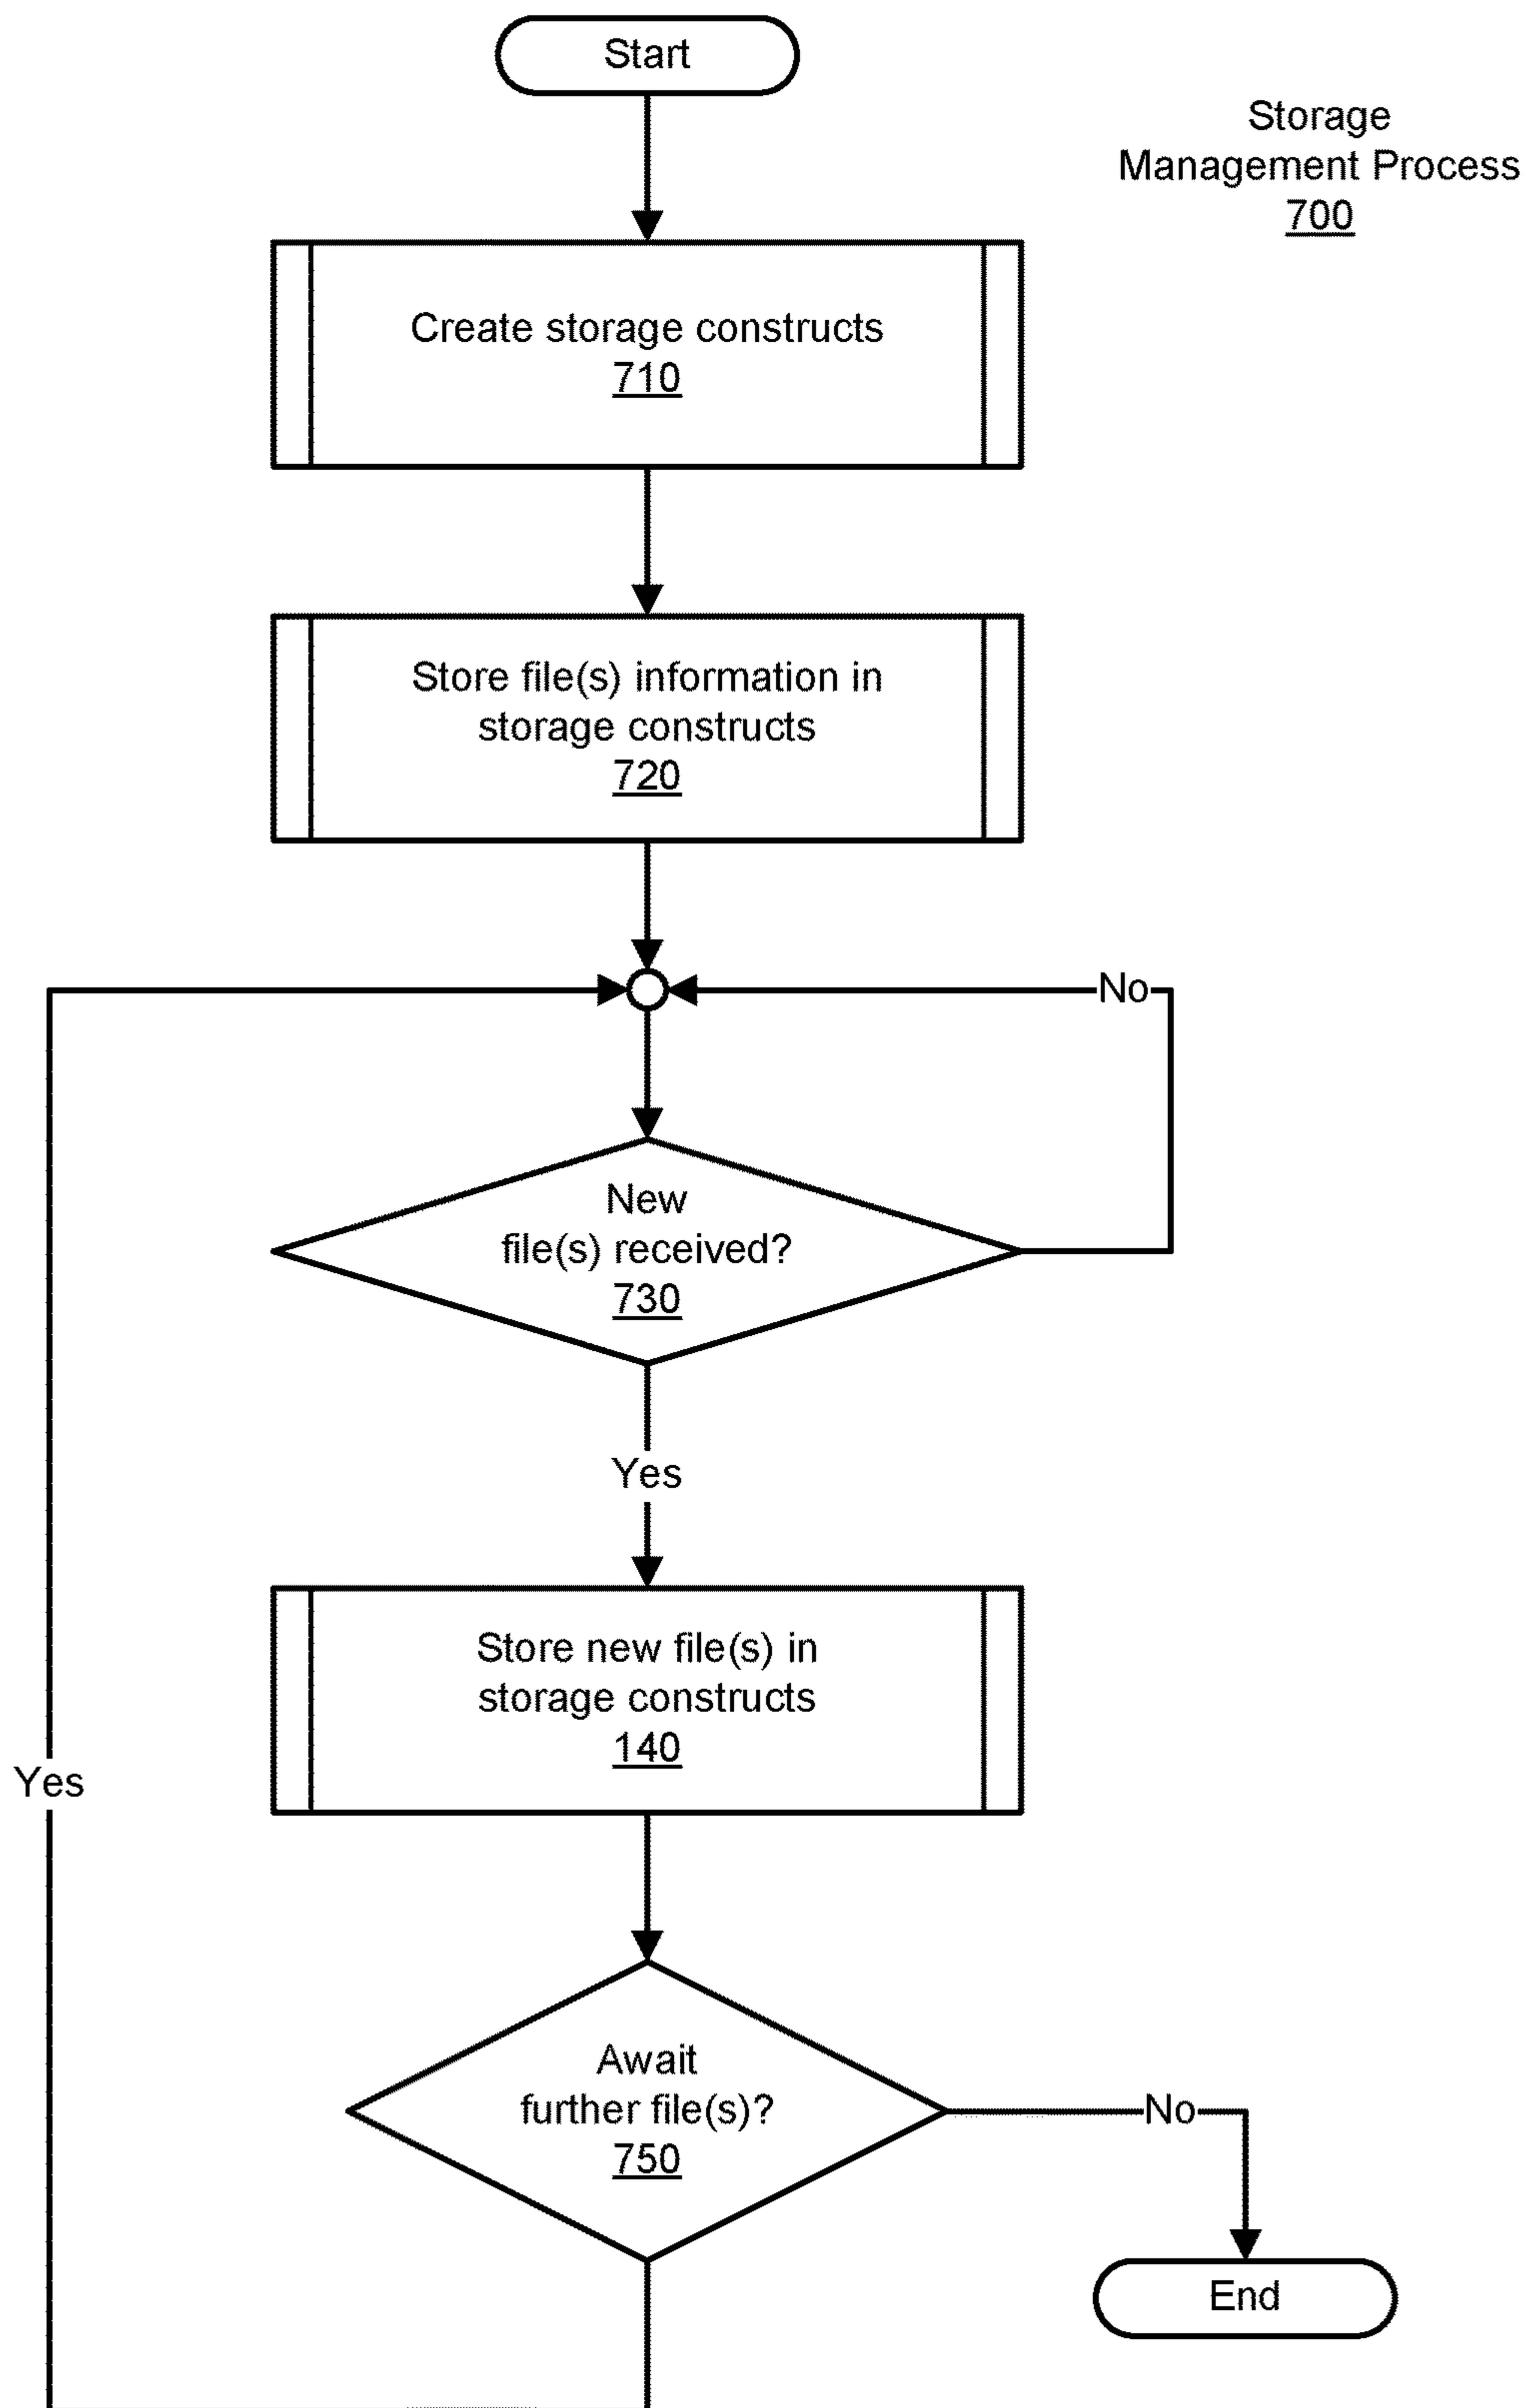 Start
Storage
Management Process
700
Create storage constructs
710
Store file(s) information in
storage constructs
720
No
New
file(s) received?
730
Yes
Store new file(s) in
storage constructs
140
Yes
Await
further file(s)?
750
No
End